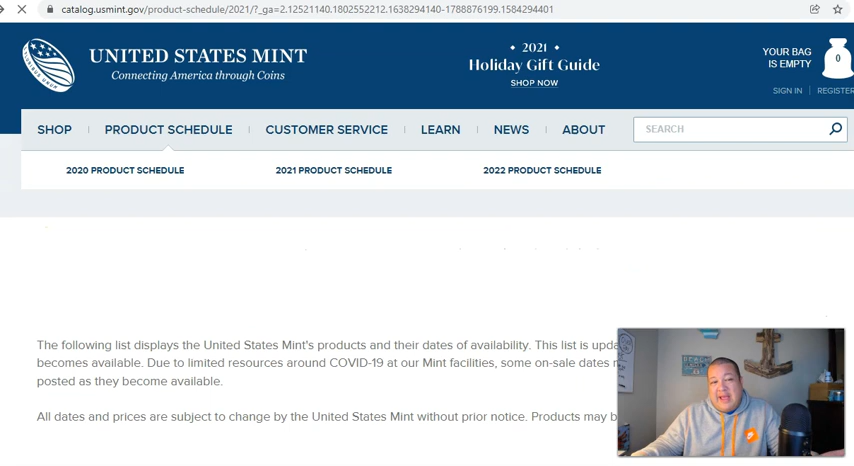 catalog.usmint.gov/product-schedule/2021/?_ga=2.12521140.1802552212.1638294140-1788876199.1584294401
UNITED STATES MINT
Connecting America through Coins
2021
Holiday Gift Guide
SHOP NOW
YOUR BAG
IS EMPTY
0
SIGN IN | REGISTER
SHOP | PRODUCT SCHEDULE | CUSTOMER SERVICE | LEARN | NEWS | ABOUT
SEARCH
2020 PRODUCT SCHEDULE 2021 PRODUCT SCHEDULE 2022 PRODUCT SCHEDULE
The following list displays the United States Mint's products and their dates of availability. This list is upda
becomes available. Due to limited resources around COVID-19 at our Mint facilities, some on-sale dates
posted as they become available.
All dates and prices are subject to change by the United States Mint without prior notice. Products may b